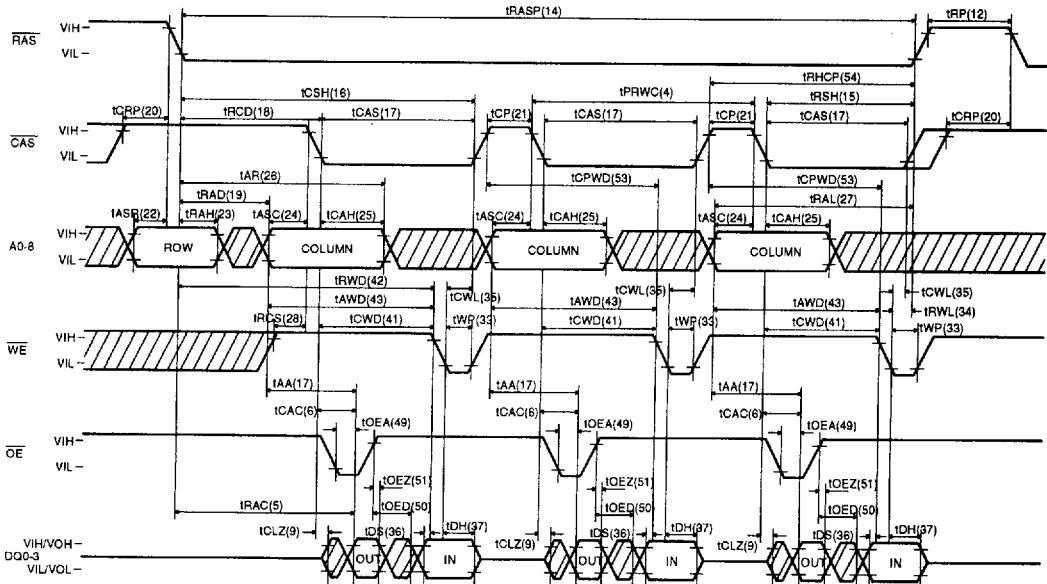 tRASP(14) tRP(12)
VIH
RAS
VIL
tRHCP(54)
tCSH(16) tPRWC(4) tRSH(15)
tCRP(20) tRCD(18) tCAS(17) tCP(21) tCAS(17) tCP(21 tCAS(17) tCRP(20)
VIH
CAS
VIL
tAR(26) tCPWD(53) tCPWD(53)
tRAD(19) tRAL(27)
tASR(22) tRAH(23) tASC(24) tCAH(25) tASC(24) tCAH(25) tASC(24) tCAH(25)
VIH
A0-8 ROW COLUMN COLUMN COLUMN
VIL
tRWD(42) tCWL(35) tCWL(35) tCWL(35)
tAWD(43) tAWD(43) tAWD(43) tRWL(34)
tRCS(28) tCWD(41) tWP(33) tCWD(41) tWP(33) tCWD(41) tWP(33)
VIH
WE
VIL
tAA(17) tAA(17) tAA(17)
tCAC(6) tCAC(6) tCAC(6)
tOEA(49) tOEA(49) tOEA(49)
VIH
OE
VIL
tOEZ(51) tOEZ(51) tOEZ(51)
tRAC(5) tOED(50) tOED(50) tOED(50)
tCLZ(9) tDS(36) tDH(37) tCLZ(9) tDS(36) tDH(37) tCLZ(9) tDS(36) tDH(37)
VIH/VOH
DQ0-3 OUT IN OUT IN OUT IN
VIL/VOL